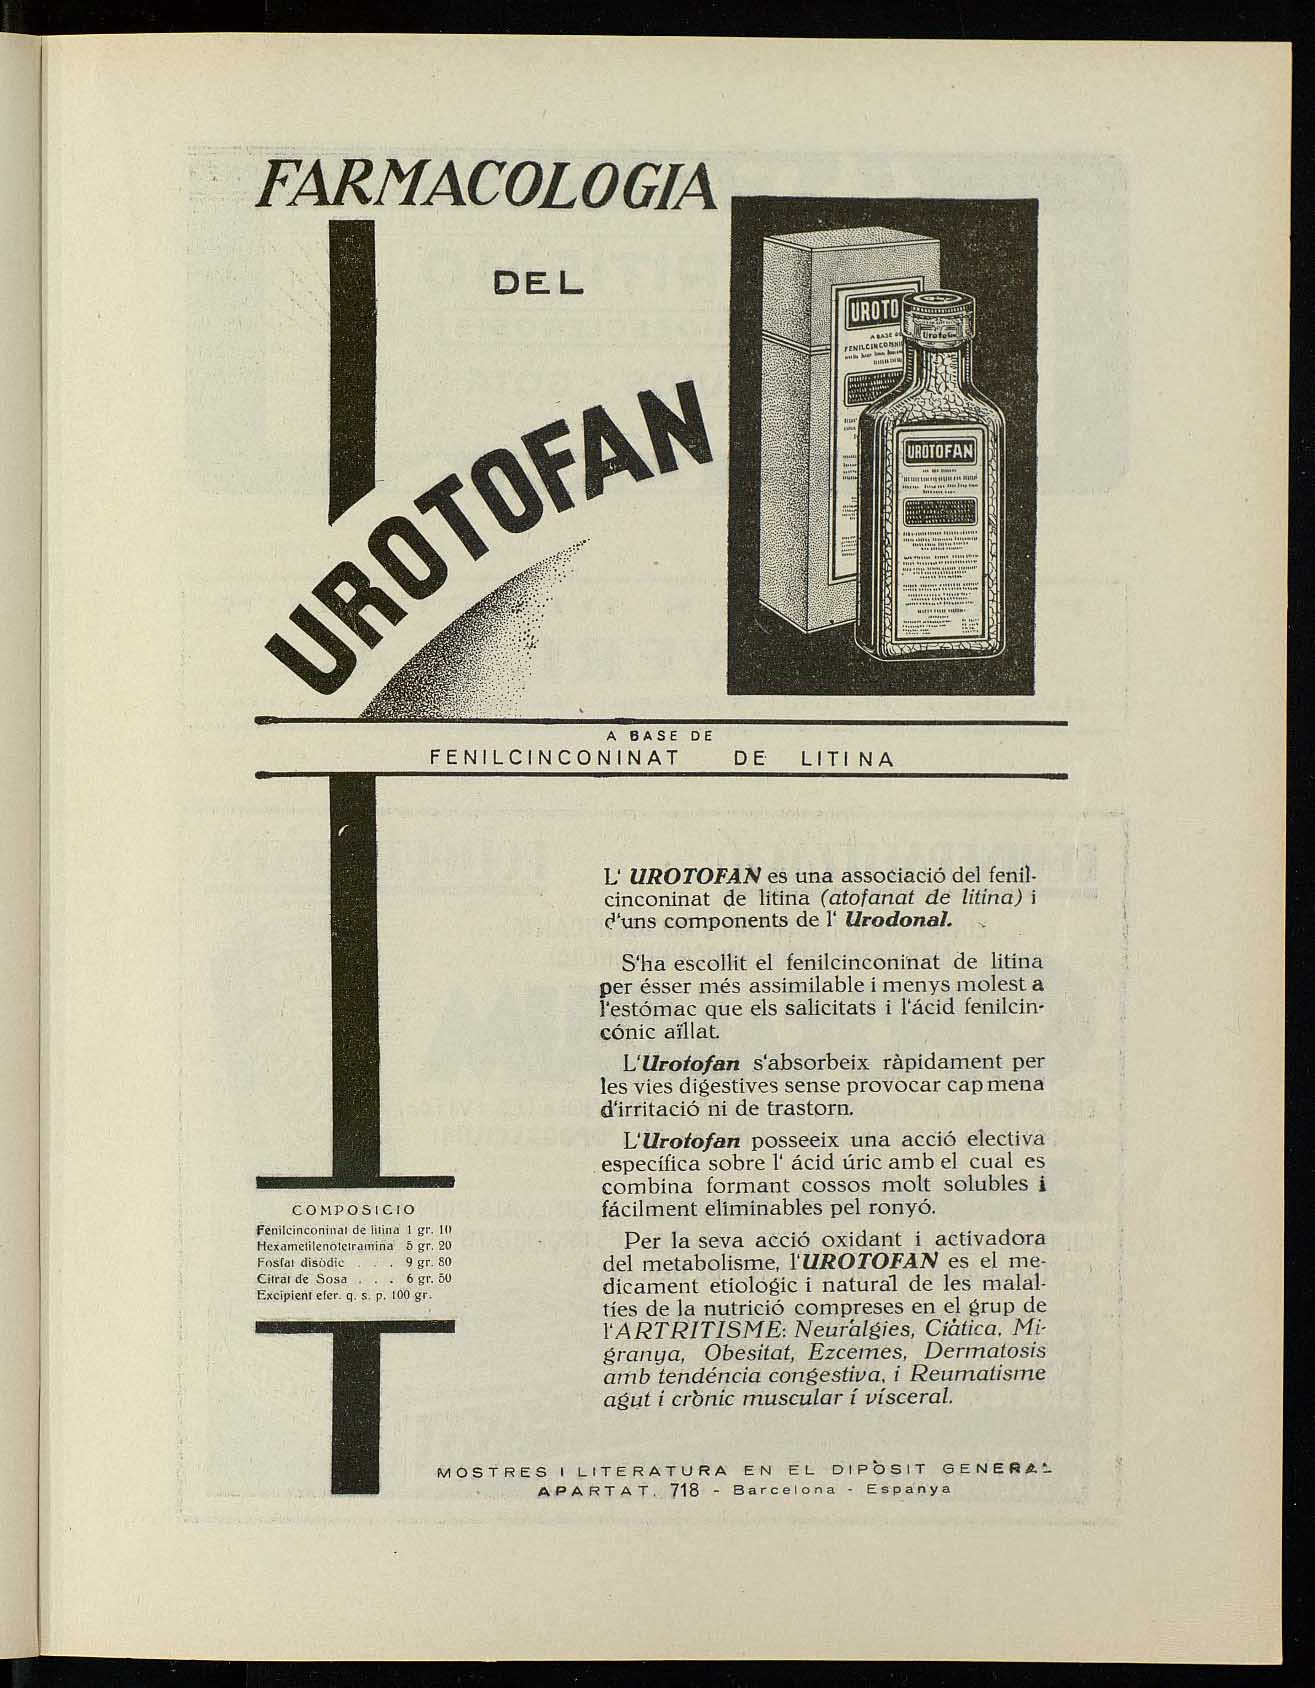 FARMACOLOGIA
DEL
UROTOFAN
UROTO
A BASE DE
Urotofan
UROTOFAN
A BASE DE
FENILCINCONINAT DE LITINA
L' UROTOFAN es una associació del fenil-
cinconinat de litina (atofanat de litina) i
d'uns components de l' Urodonal.
S'ha escollit el fenilcinconinat de litina
per ésser més assimilable i menys molest a
l'estómac que els salicitats i l'ácid fenilcin-
cónic aïllat.
L'Urotofan s'absorbeix ràpidament per
les vies digestives sense provocar cap mena
d'irritació ni de trastorn.
L'Urotofan posseeix una acció electiva
específica sobre l' ácid úric amb el cual es
combina formant cossos molt solubles i
fácilment eliminables pel ronyó.
Per la seva acció oxidant i activadora
del metabolisme, l'UROTOFAN es el me-
dicament etiologic i natural de les malal-
ties de la nutrició compreses en el grup de
l'ARTRITISME: Neuràlgies, Ciàtica, Mi-
granya, Obesitat, Ezcemes, Dermatosis
amb tendéncia congestiva, i Reumatisme
agut i crònic muscular í vísceral.
COMPOSICIO
Fenilcinconinat de litina 1 gr. 10
Hexametilenotetramina 5 gr. 20
Fosfat disòdic . . . 9 gr. 80
Citrat de Sosa . . . 6 gr. 50
Excipient efer. q. s. p. 100 gr.
MOSTRES I LITERATURA EN EL DIPÒSIT GENERAL
APARTAT. 718 - Barcelona - Espanya